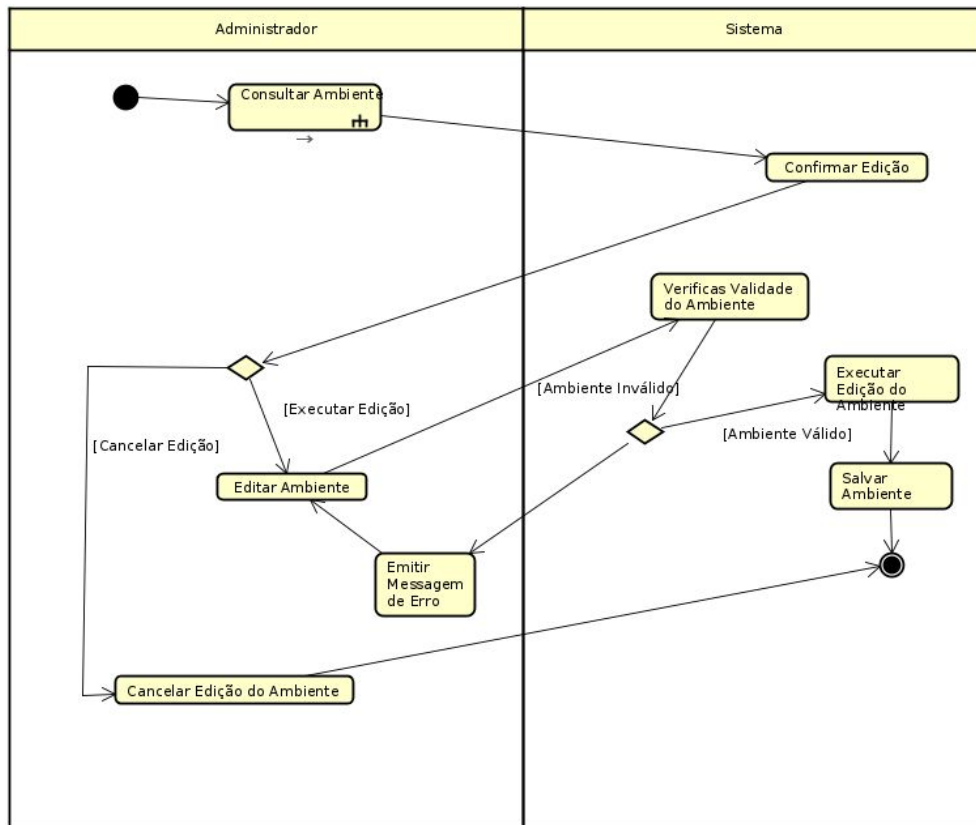 Administrador
Sistema
Consultar Ambiente
Confirmar Edição
Verificas Validade
do Ambiente
[Ambiente Inválido]
Executar
Edição do
Ambiente
[Executar Edição]
[Ambiente Válido]
[Cancelar Edição]
Editar Ambiente
Salvar
Ambiente
Emitir
Messagem
de Erro
Cancelar Edição do Ambiente